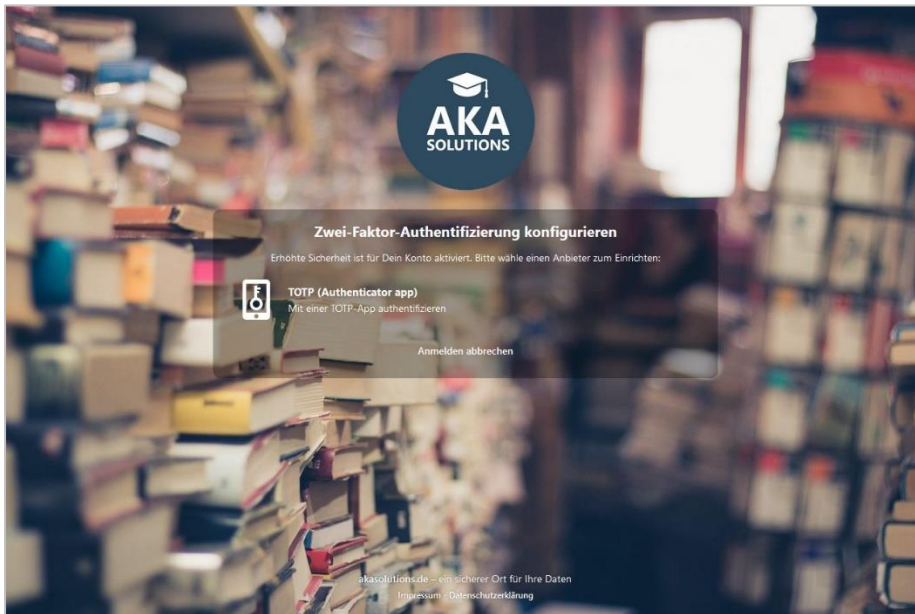 AKA
SOLUTIONS
Zwei-Faktor-Authentifizierung konfigurieren
Erhöhte Sicherheit ist für Dein Konto aktiviert. Bitte wähle einen Anbieter zum Einrichten:
TOTP (Authenticator app)
Mit einer TOTP-App authentifizieren
Anmelden abbrechen
akasolutions.de – ein sicherer Ort für Ihre Daten
Impressum · Datenschutzerklärung